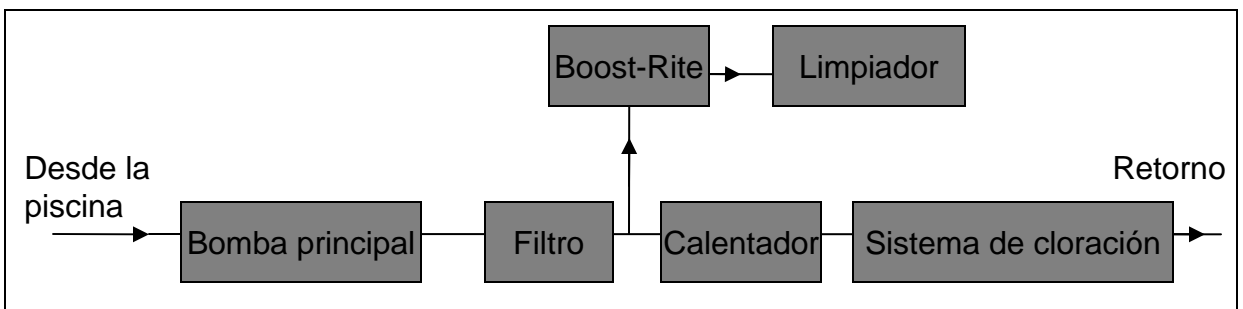 Boost-Rite
Limpiador
Desde la
piscina
Retorno
Bomba principal
Filtro
Calentador
Sistema de cloración